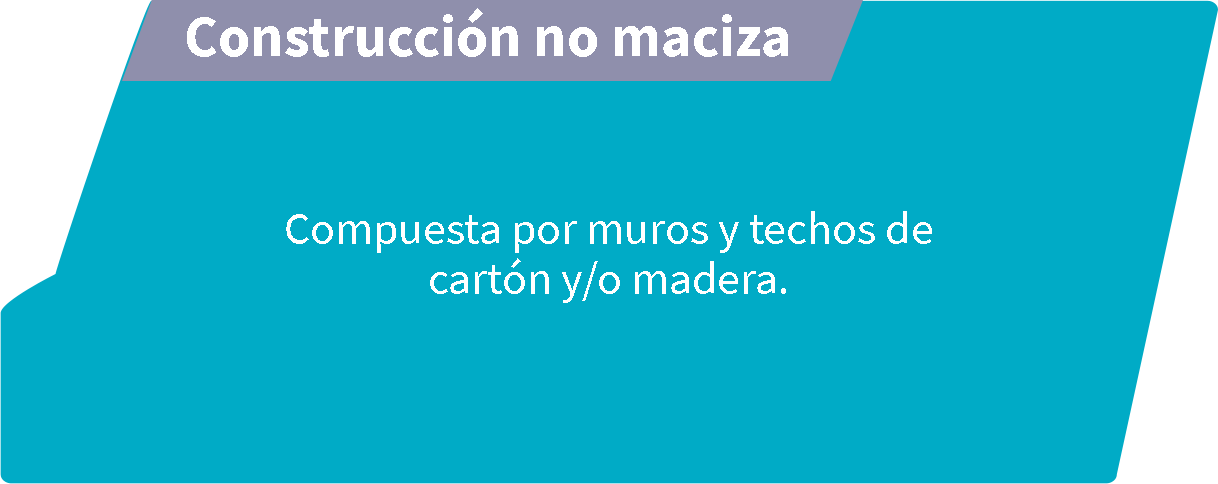 Construcción no maciza
Compuesta por muros y techos de
cartón y/o madera.